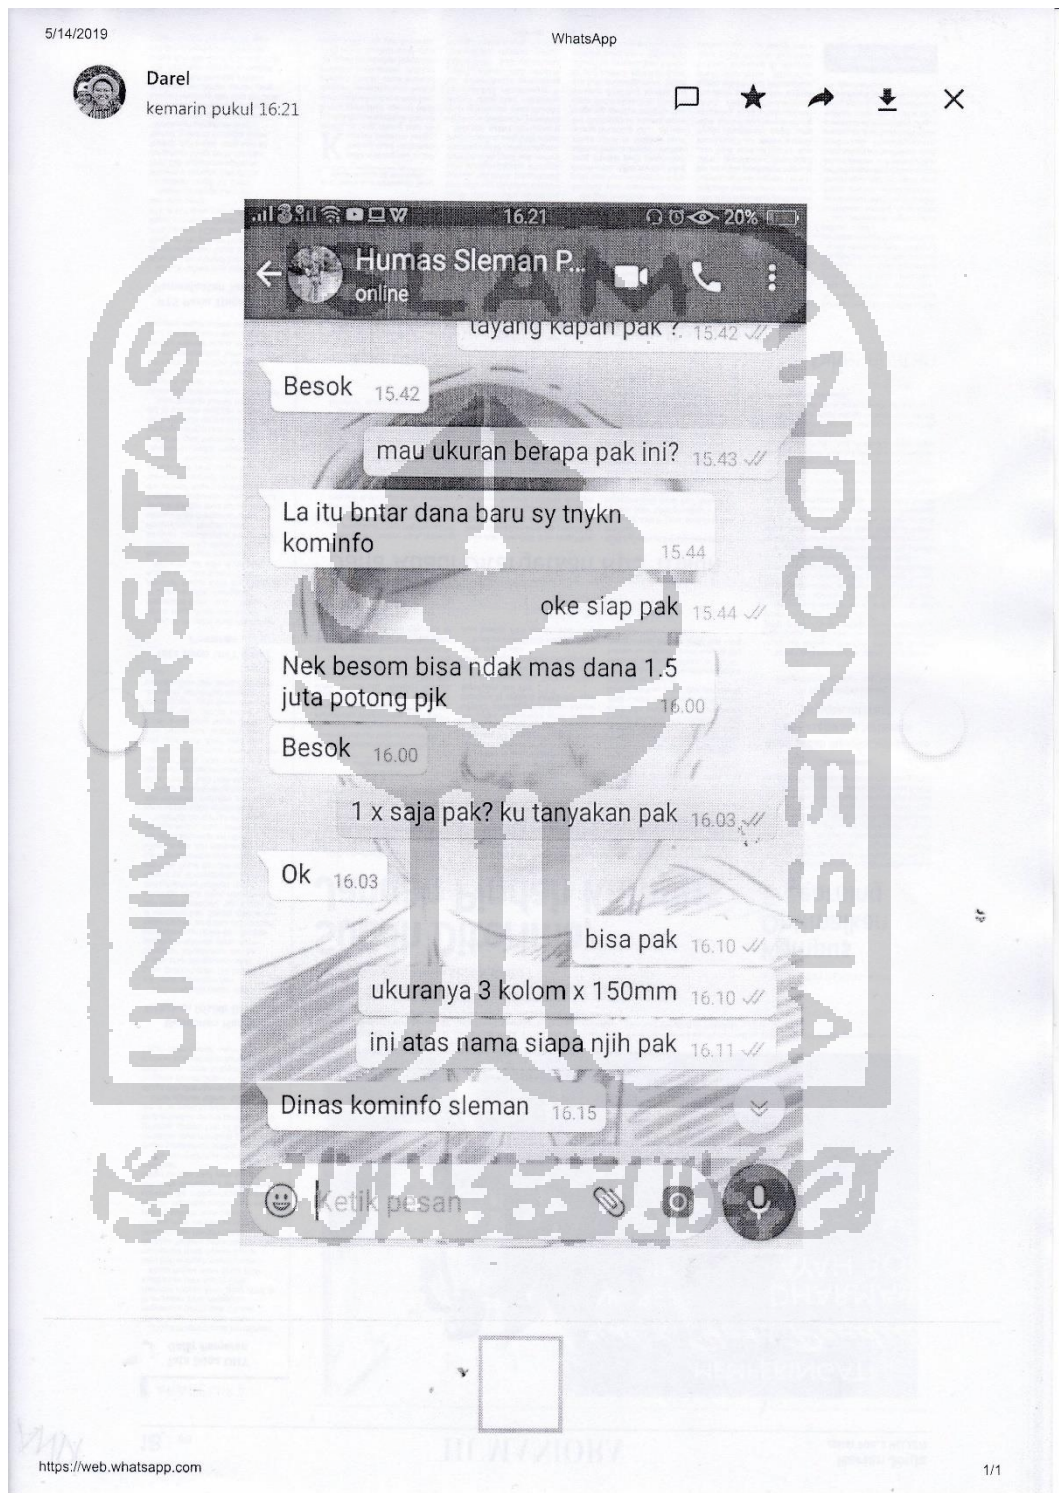 5/14/2019
WhatsApp
Darel
kemarin pukul 16:21
16.21
20%
Humas Sleman P...
online
tayang kapan pak ? 15.42
Besok 15.42
mau ukuran berapa pak ini? 15.43
La itu bntar dana baru sy tnykn
kominfo 15.44
oke siap pak 15.44
Nek besom bisa ndak mas dana 1.5
juta potong pjk 16.00
Besok 16.00
1 x saja pak? ku tanyakan pak 16.03
Ok 16.03
bisa pak 16.10
ukuranya 3 kolom x 150mm 16.10
ini atas nama siapa njih pak 16.11
Dinas kominfo sleman 16.15
Ketik pesan
ISLAM
UNIVERSITAS
INDONESIA
https://web.whatsapp.com
1/1